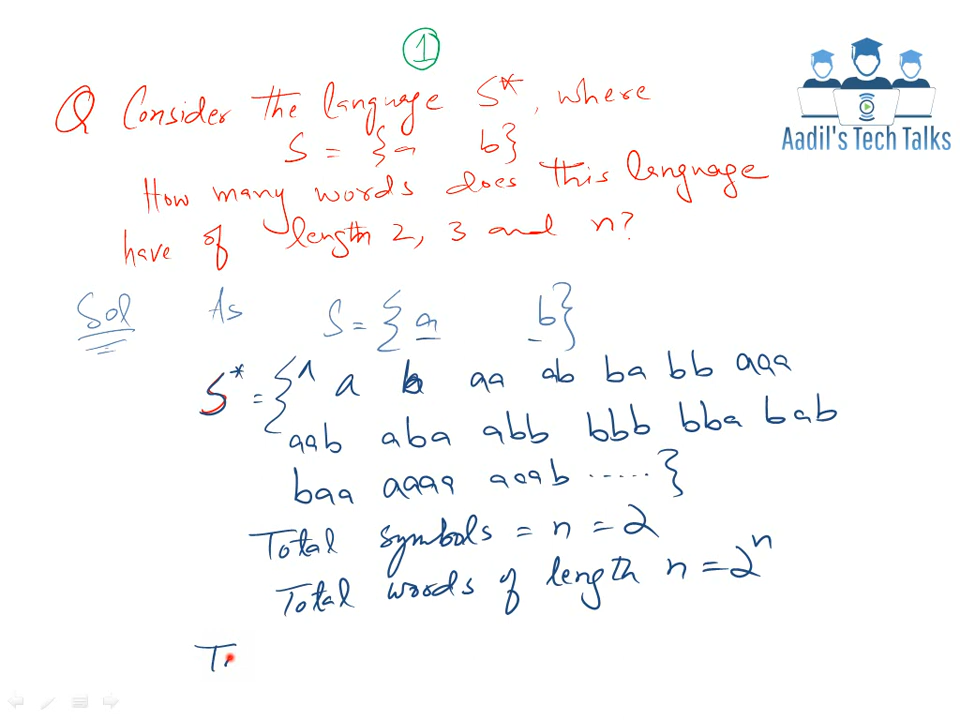 1
Q Consider the language S*, where
S = {a b}
How many words does this language
have of length 2, 3 and n?
Sol As S = {a b}
S* = {Λ a b aa ab ba bb aaa
aab aba abb bbb bba bab
baa aaaa aaab ......}
Total symbols = n = 2
Total words of length n = 2ⁿ
T
Aadil's Tech Talks